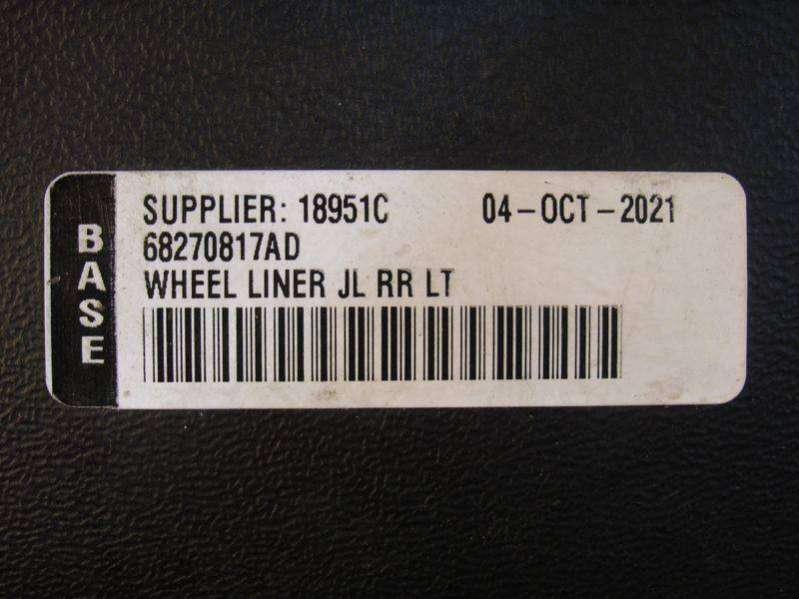 BASE
SUPPLIER: 18951C 04-OCT-2021
68270817AD
WHEEL LINER JL RR LT